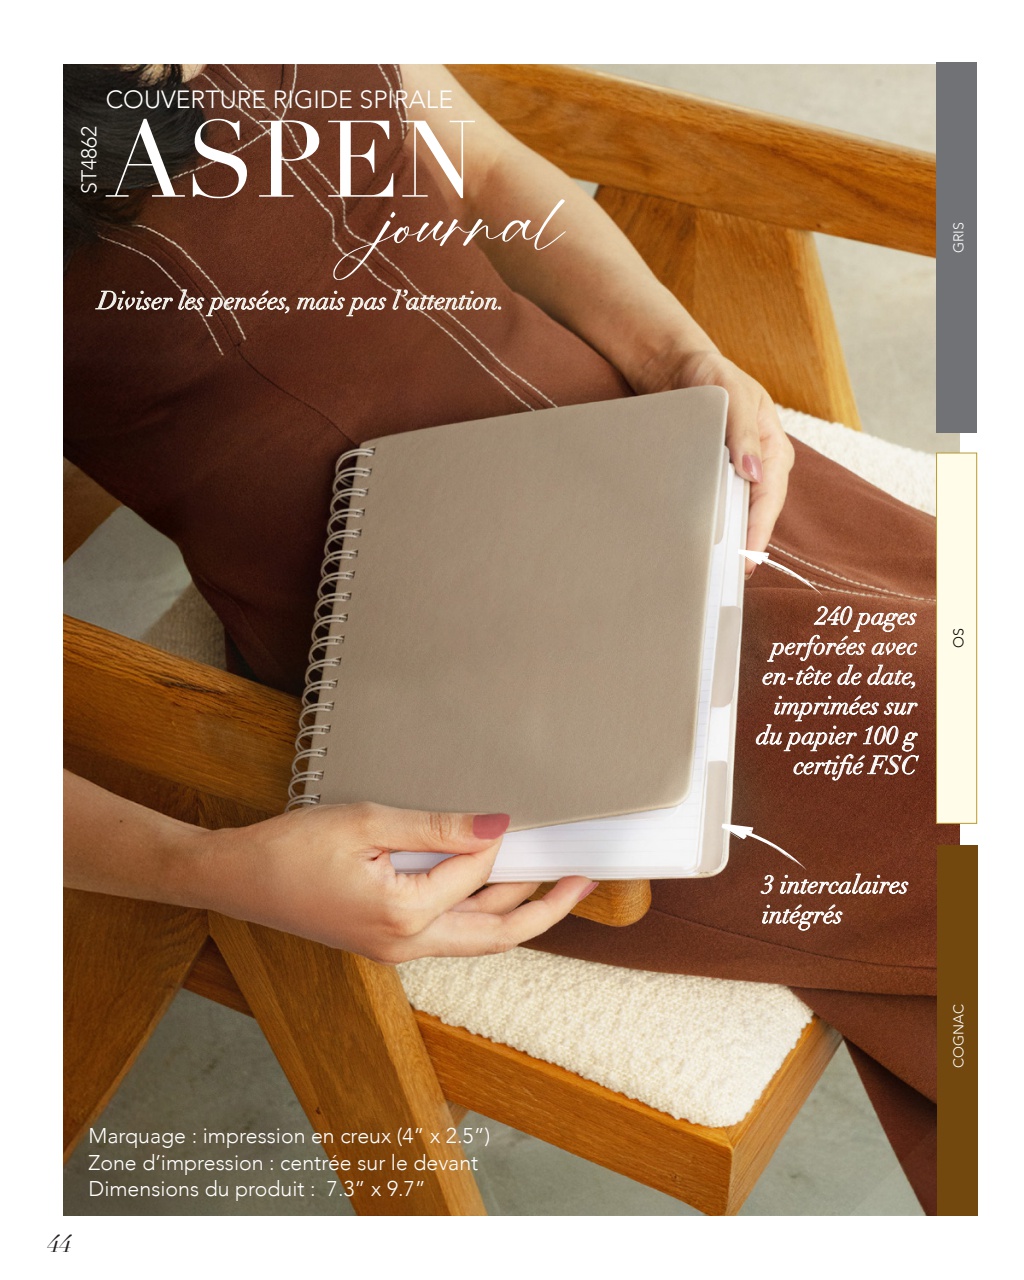 COUVERTURE RIGIDE SPIRALE
ST4862
ASPEN
journal
Diviser les pensées, mais pas l’attention.
GRIS
OS
COGNAC
240 pages
perforées avec
en-tête de date,
imprimées sur
du papier 100 g
certifié FSC
3 intercalaires
intégrés
Marquage : impression en creux (4” x 2.5”)
Zone d’impression : centrée sur le devant
Dimensions du produit : 7.3” x 9.7”
44